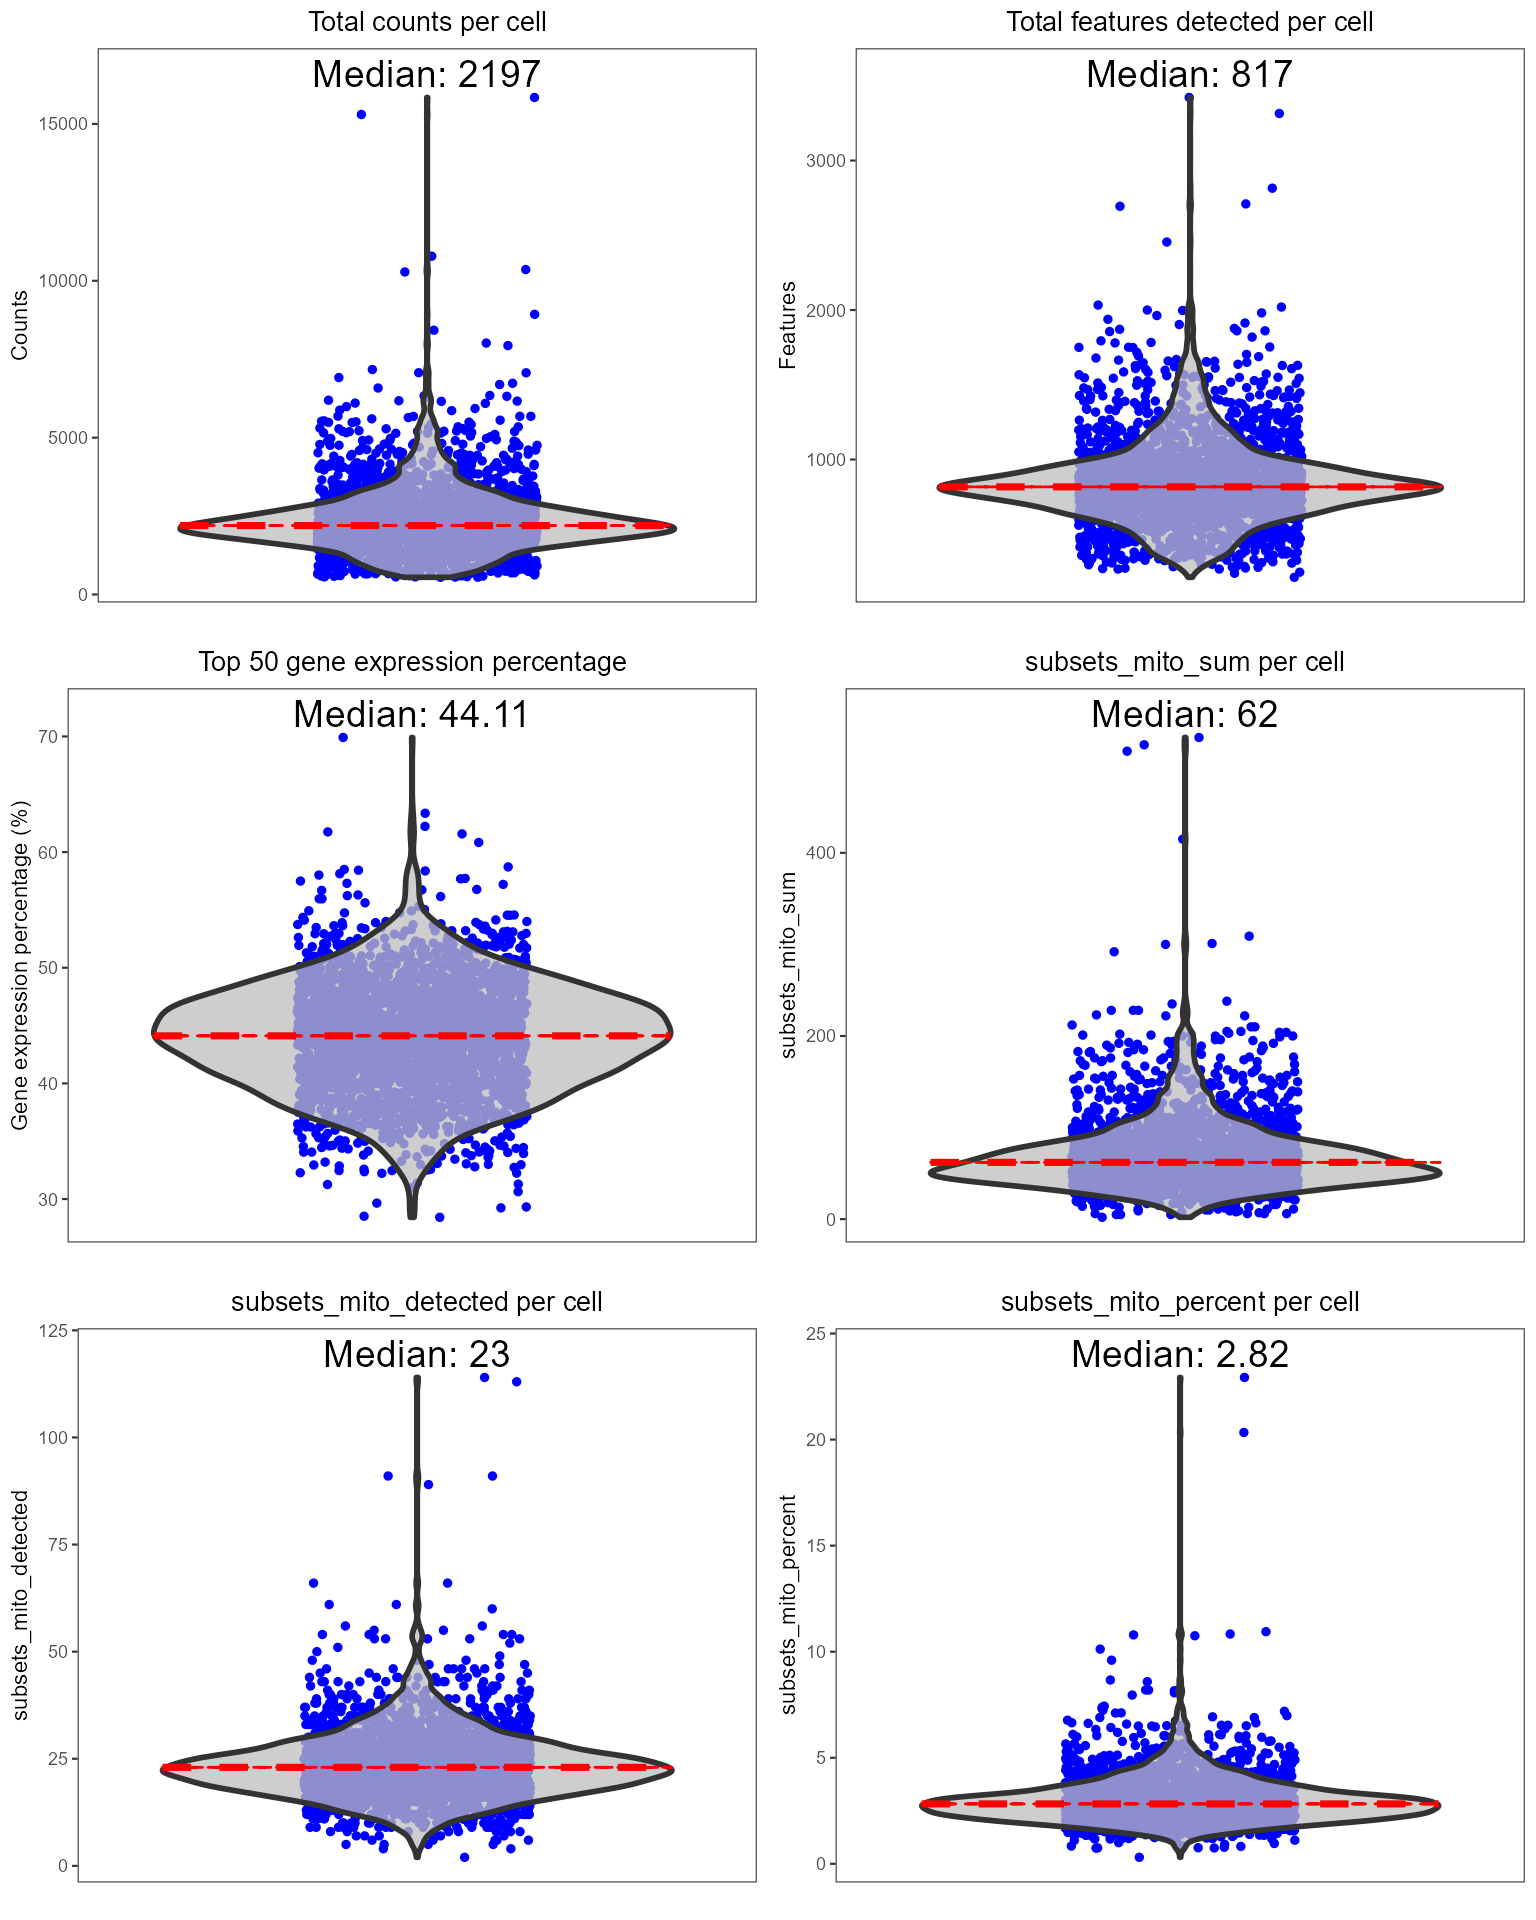 Total counts per cell
Median: 2197
Counts
15000
10000
5000
0
Total features detected per cell
Median: 817
Features
3000
2000
1000
Top 50 gene expression percentage
Median: 44.11
Gene expression percentage (%)
70
60
50
40
30
subsets_mito_sum per cell
Median: 62
subsets_mito_sum
400
200
0
subsets_mito_detected per cell
Median: 23
subsets_mito_detected
125
100
75
50
25
0
subsets_mito_percent per cell
Median: 2.82
subsets_mito_percent
25
20
15
10
5
0